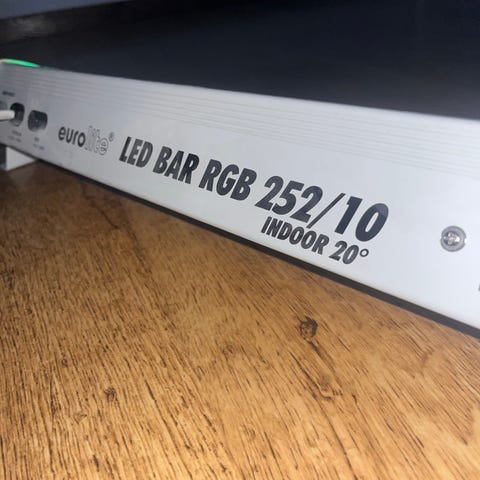 eurolite®
LED BAR RGB 252/10
INDOOR 20°